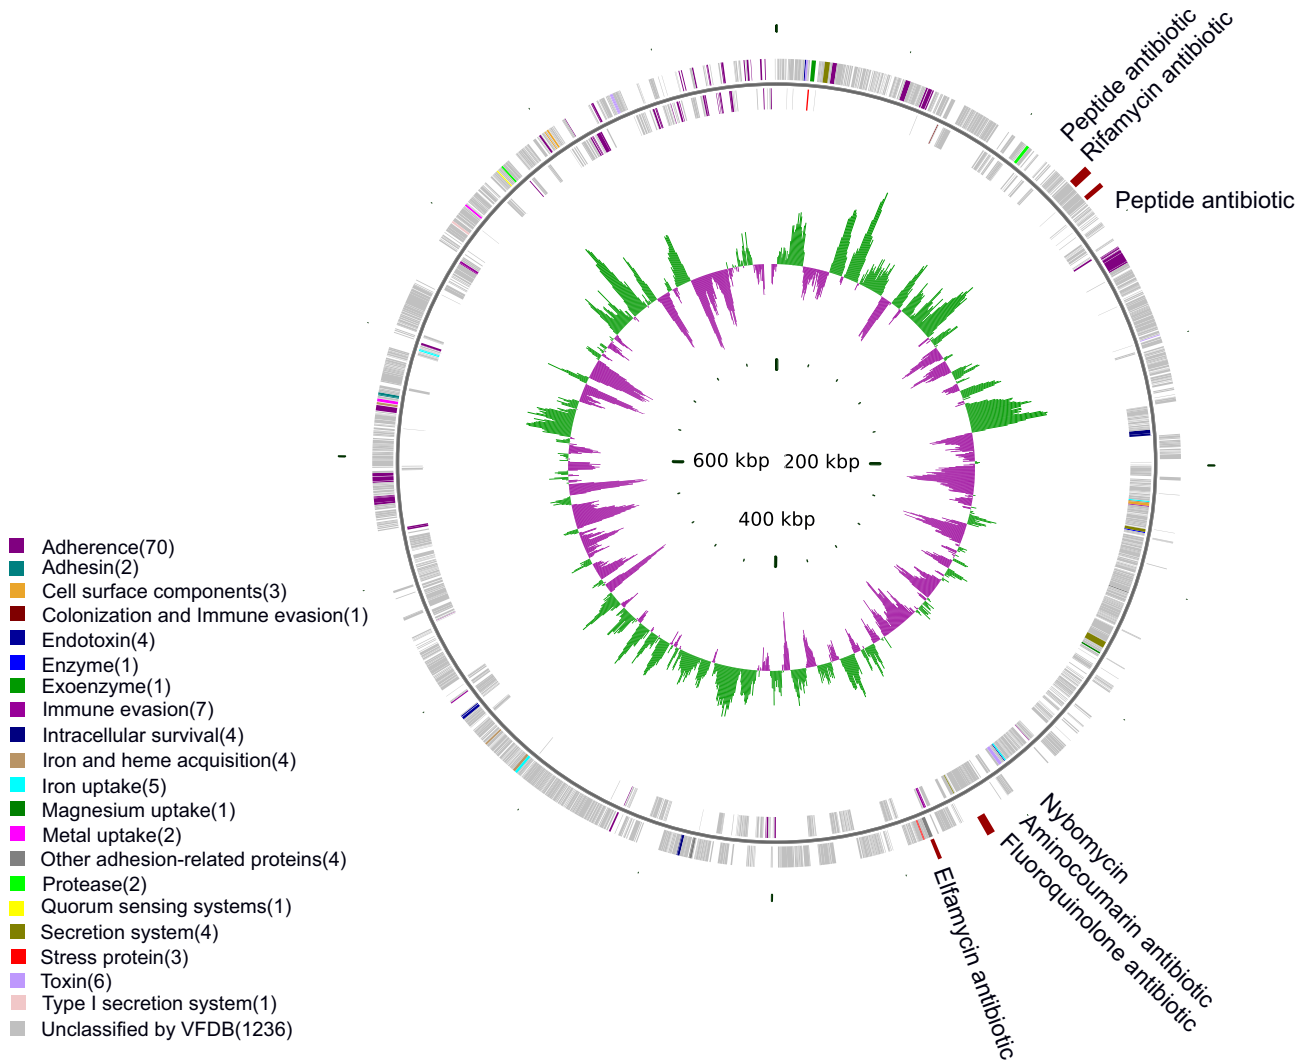 Peptide antibiotic
Rifamycin antibiotic
Peptide antibiotic
600 kbp
200 kbp
400 kbp
Adherence(70)
Adhesin(2)
Cell surface components(3)
Colonization and Immune evasion(1)
Endotoxin(4)
Enzyme(1)
Exoenzyme(1)
Immune evasion(7)
Intracellular survival(4)
Iron and heme acquisition(4)
Iron uptake(5)
Magnesium uptake(1)
Metal uptake(2)
Other adhesion-related proteins(4)
Protease(2)
Quorum sensing systems(1)
Secretion system(4)
Stress protein(3)
Toxin(6)
Type I secretion system(1)
Unclassified by VFDB(1236)
Nybomycin
Aminocoumarin antibiotic
Fluoroquinolone antibiotic
Elfamycin antibiotic